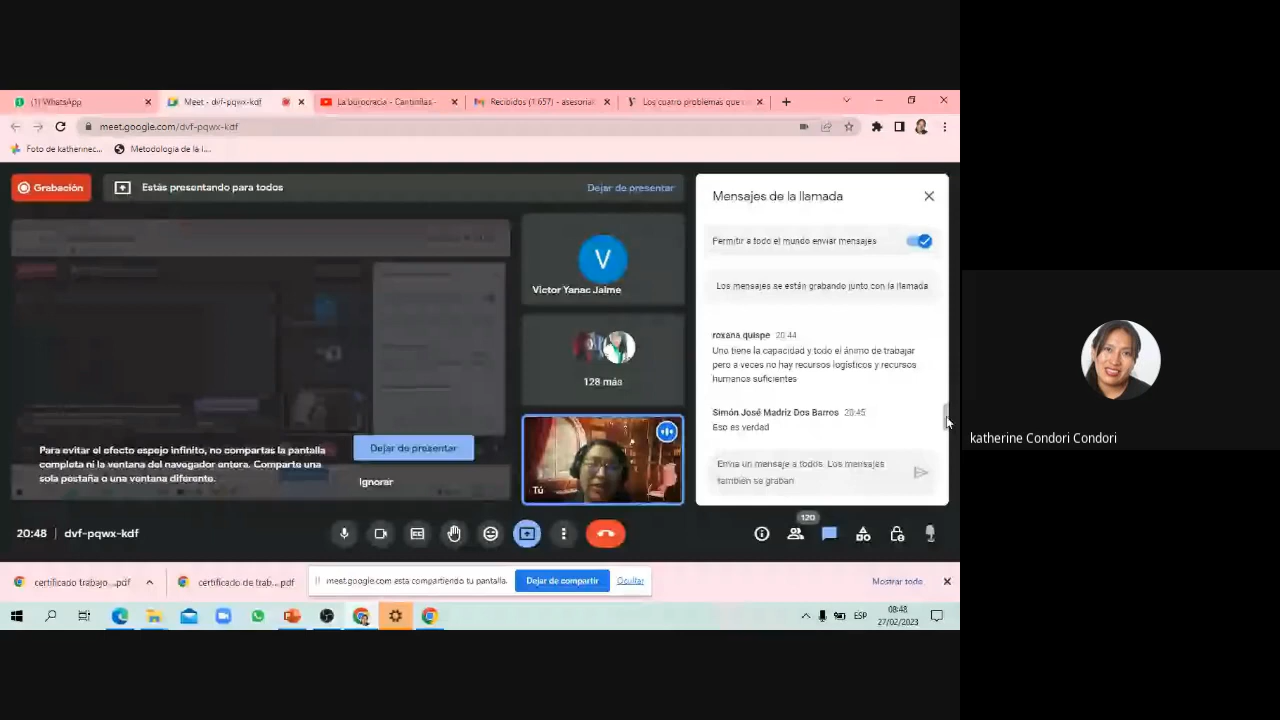 (1) WhatsApp
Meet - dvf-pqwx-kdf
La burocracia - Cantinflas -
Recibidos (1.657) - asesorial
Los cuatro problemas que
meet.google.com/dvf-pqwx-kdf
Foto de katherinec...
Metodología de la i...
Grabación
Estás presentando para todos
Dejar de presentar
Mensajes de la llamada
Permitir a todo el mundo enviar mensajes
Los mensajes se están grabando junto con la llamada
V
Victor Yanac Jaime
128 más
roxana quispe 20:44
Uno tiene la capacidad y todo el ánimo de trabajar
pero a veces no hay recursos logísticos y recursos
humanos suficientes
Simón José Madriz Dos Barros 20:45
Eso es verdad
Envía un mensaje a todos. Los mensajes
también se graban
Para evitar el efecto espejo infinito, no compartas la pantalla
completa ni la ventana del navegador entera. Comparte una
sola pestaña o una ventana diferente.
Dejar de presentar
Ignorar
Tú
katherine Condori Condori
20:48 | dvf-pqwx-kdf
120
certificado trabajo ....pdf
certificado de trab....pdf
meet.google.com está compartiendo tu pantalla.
Dejar de compartir
Ocultar
Mostrar todo
ESP
08:48
27/02/2023